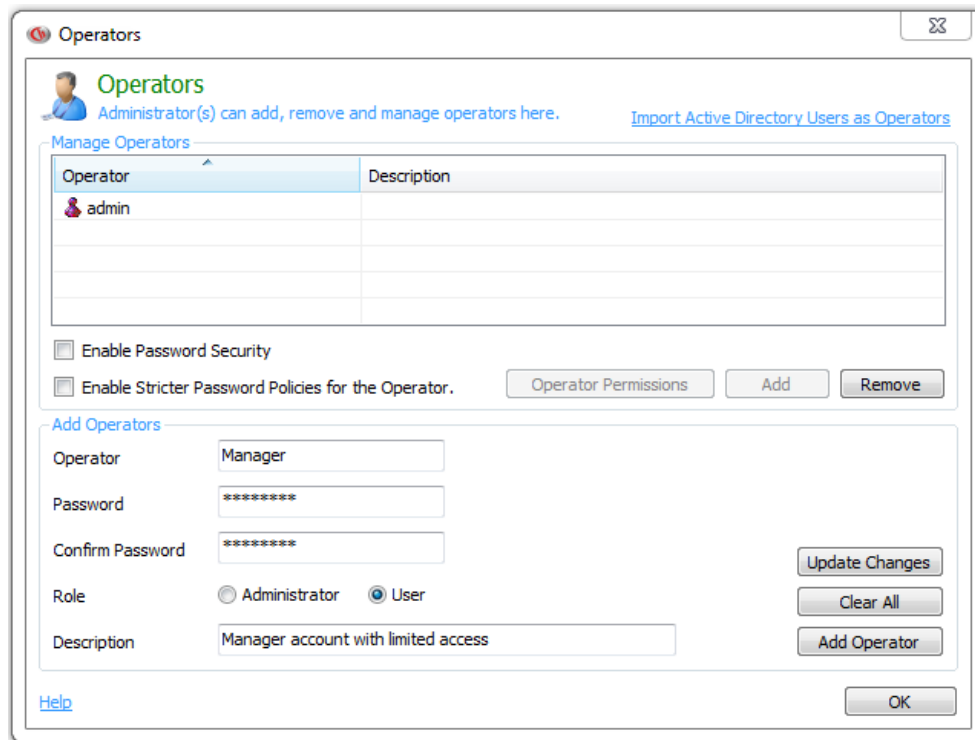 Operators
Operators
Administrator(s) can add, remove and manage operators here.
Import Active Directory Users as Operators
Manage Operators
Operator Description
admin
Enable Password Security
Enable Stricter Password Policies for the Operator.
Operator Permissions Add Remove
Add Operators
Operator Manager
Password ********
Confirm Password ********
Update Changes
Role Administrator User
Clear All
Description Manager account with limited access
Add Operator
Help
OK